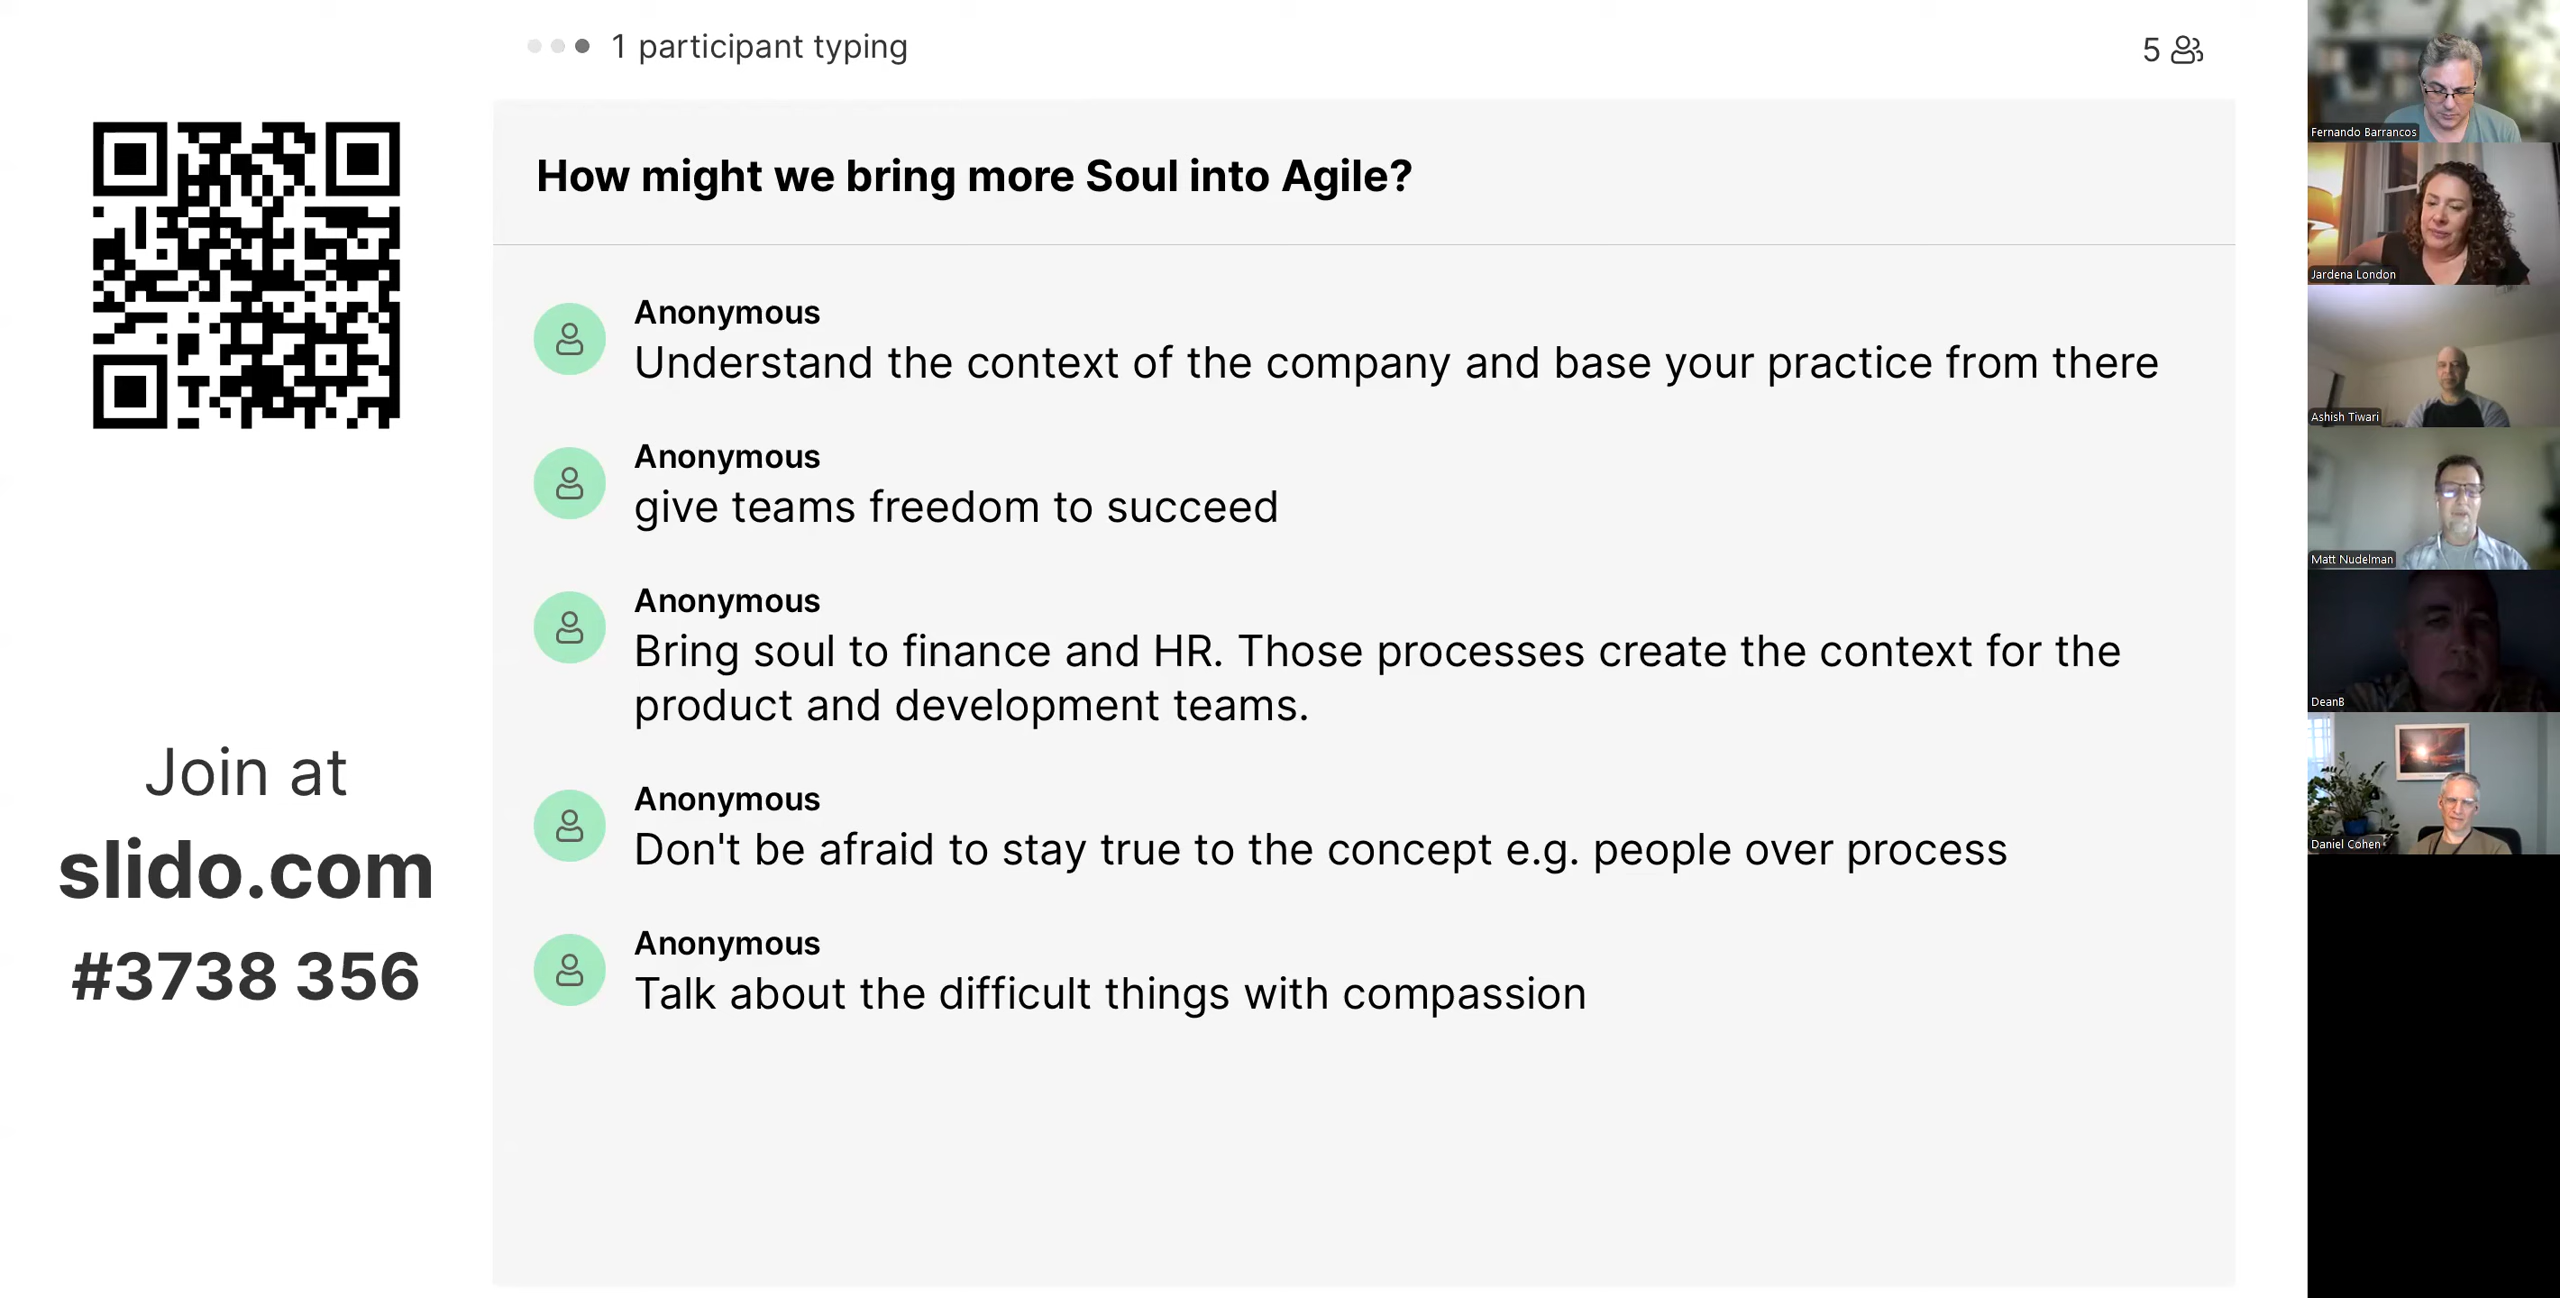 1 participant typing
5
How might we bring more Soul into Agile?
Anonymous
Understand the context of the company and base your practice from there
Anonymous
give teams freedom to succeed
Anonymous
Bring soul to finance and HR. Those processes create the context for the
product and development teams.
Anonymous
Don't be afraid to stay true to the concept e.g. people over process
Anonymous
Talk about the difficult things with compassion
Join at
slido.com
#3738 356
Fernando Barrancos
Jardena London
Ashish Tiwari
Matt Nudelman
DeanB
Daniel Cohen